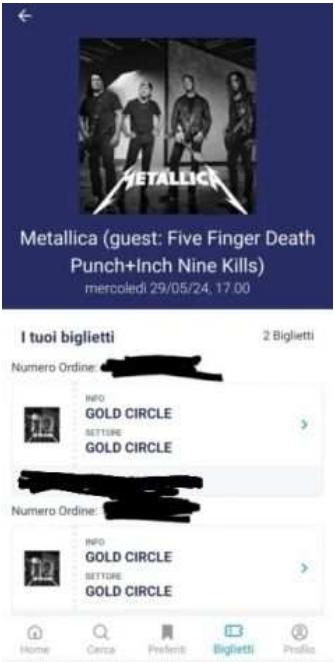 METALLICA
Metallica (guest: Five Finger Death
Punch+Inch Nine Kills)
mercoledì 29/05/24, 17.00
I tuoi biglietti
2 Biglietti
Numero Ordine:
INFO
GOLD CIRCLE
SETTORE
GOLD CIRCLE
Numero Ordine:
INFO
GOLD CIRCLE
SETTORE
GOLD CIRCLE
Home
Cerca
Preferiti
Biglietti
Profilo